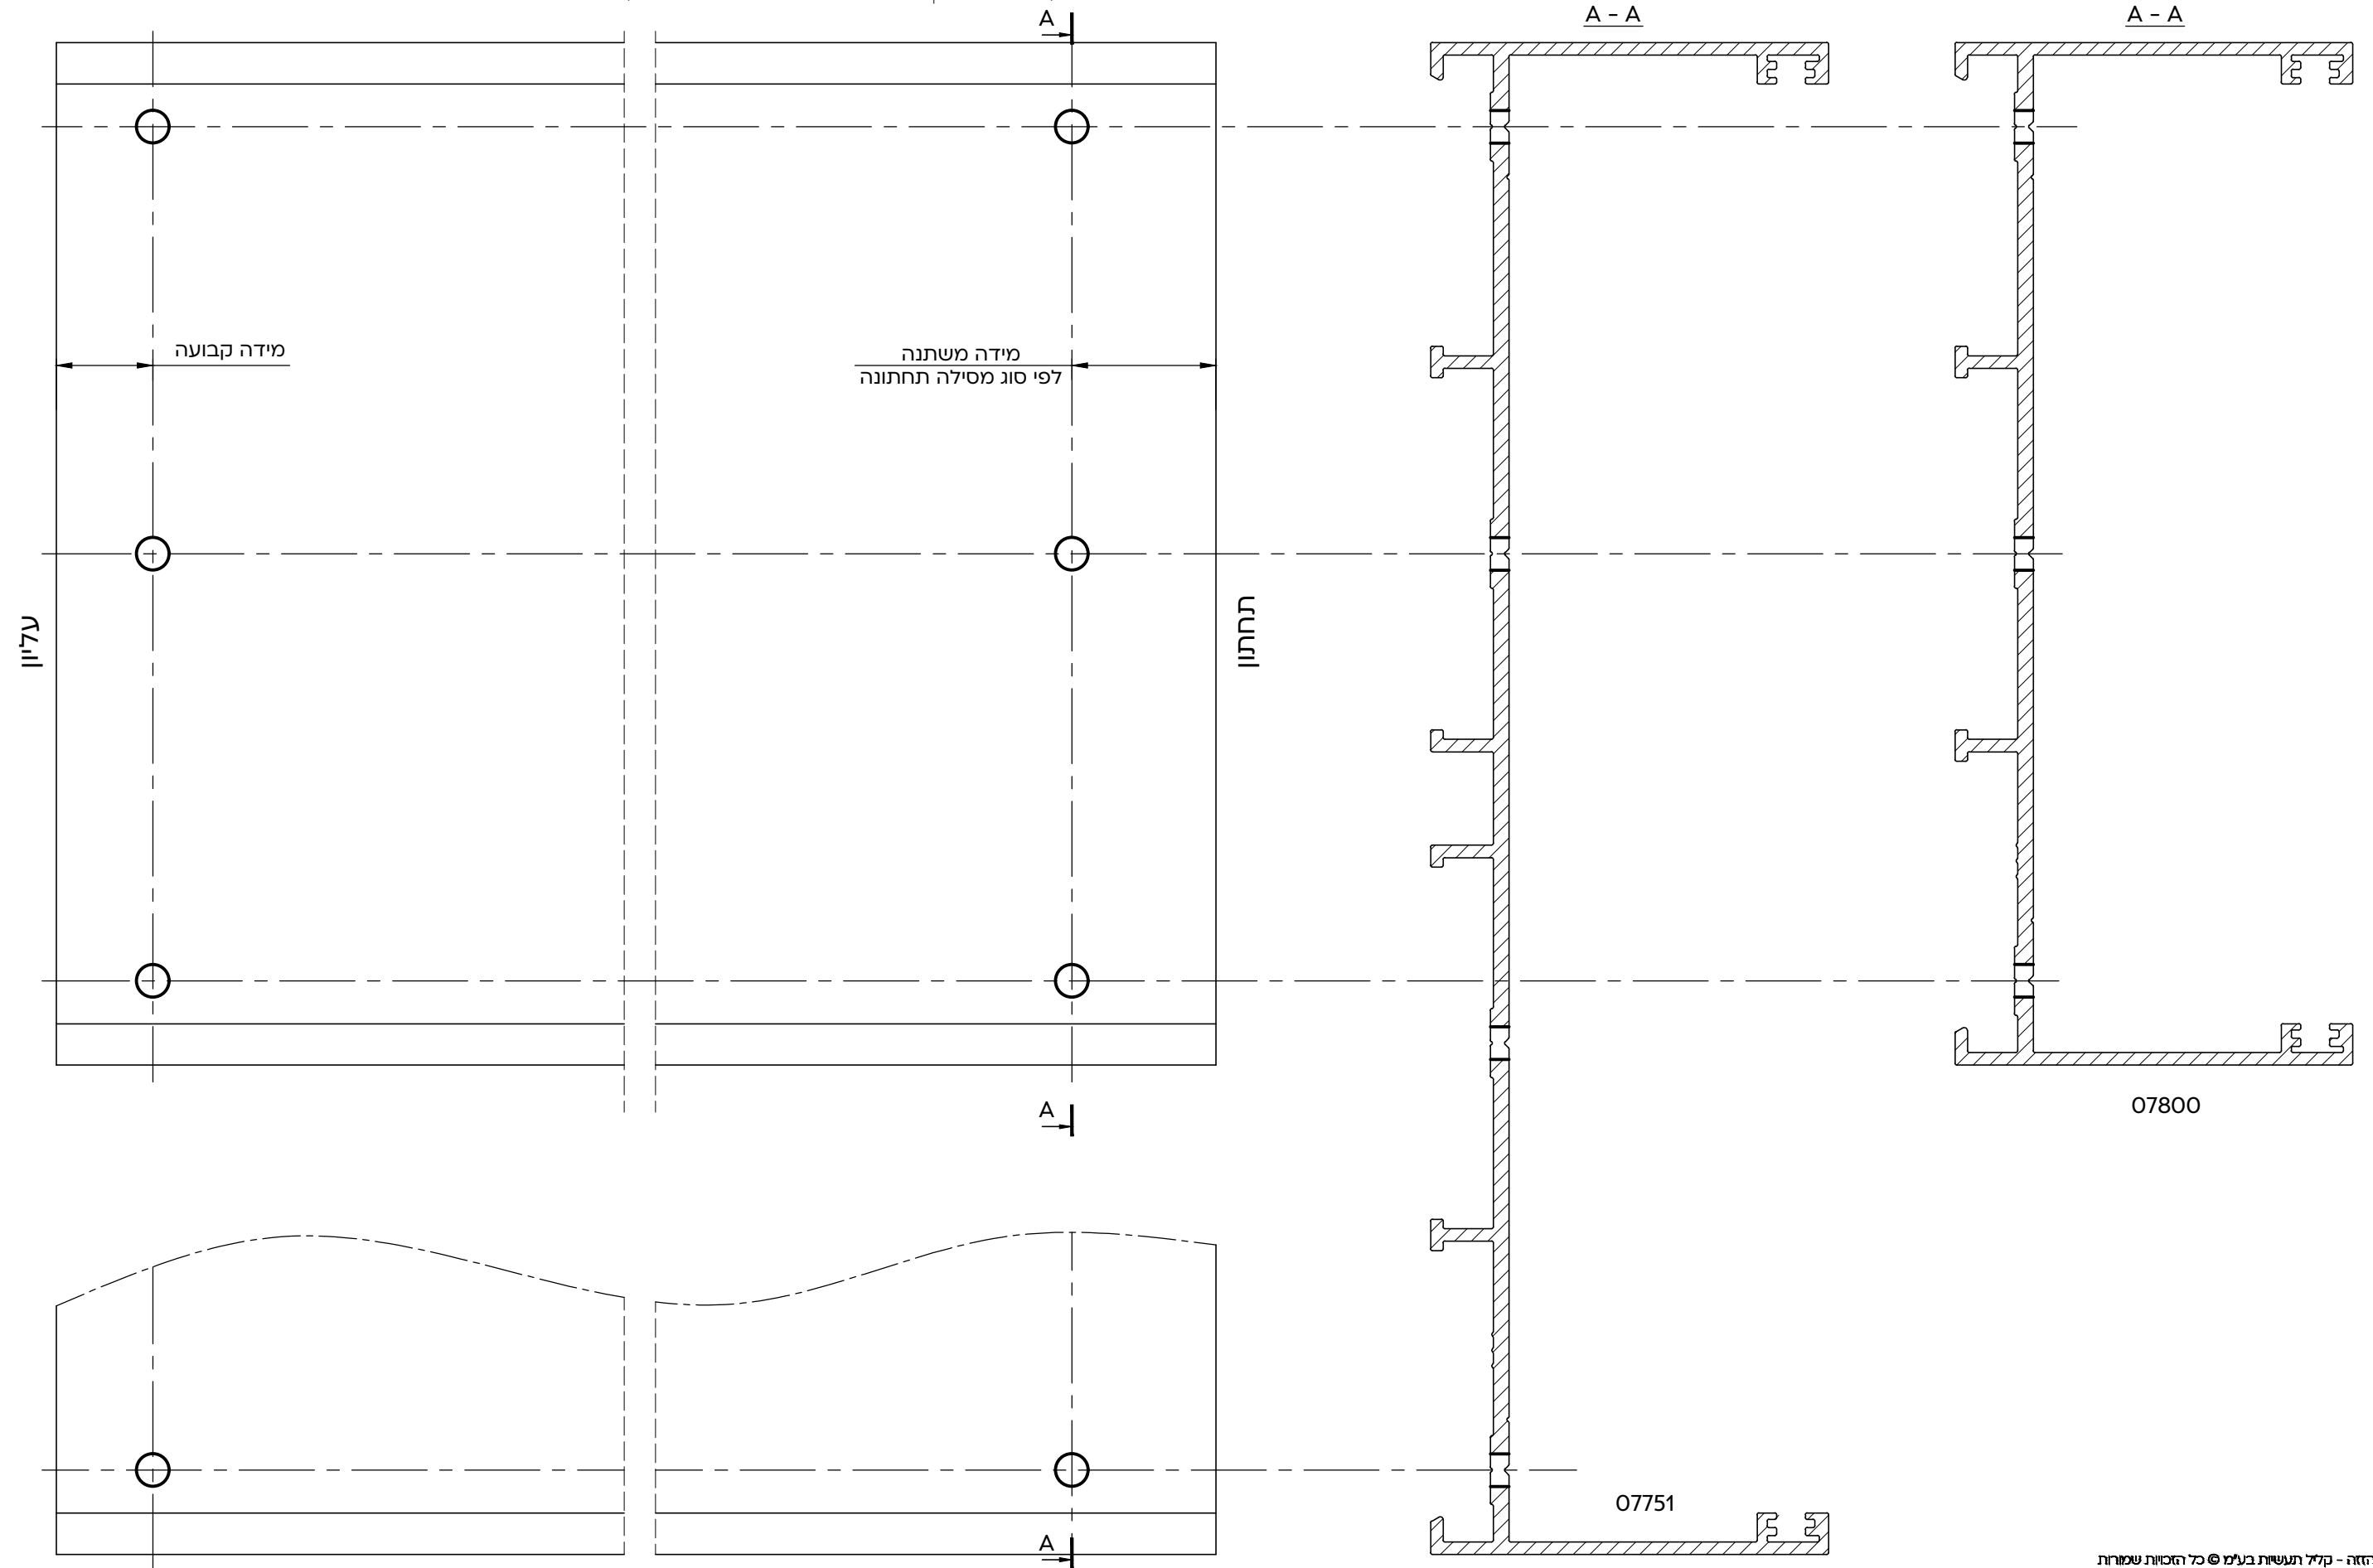 A
A - A
A - A
מידה קבועה
מידה משתנה
לפי סוג מסילה תחתונה
עליון
תחתון
A
07800
07751
A
הזזה - קליל תעשיות בע"מ © כל הזכויות שמורות